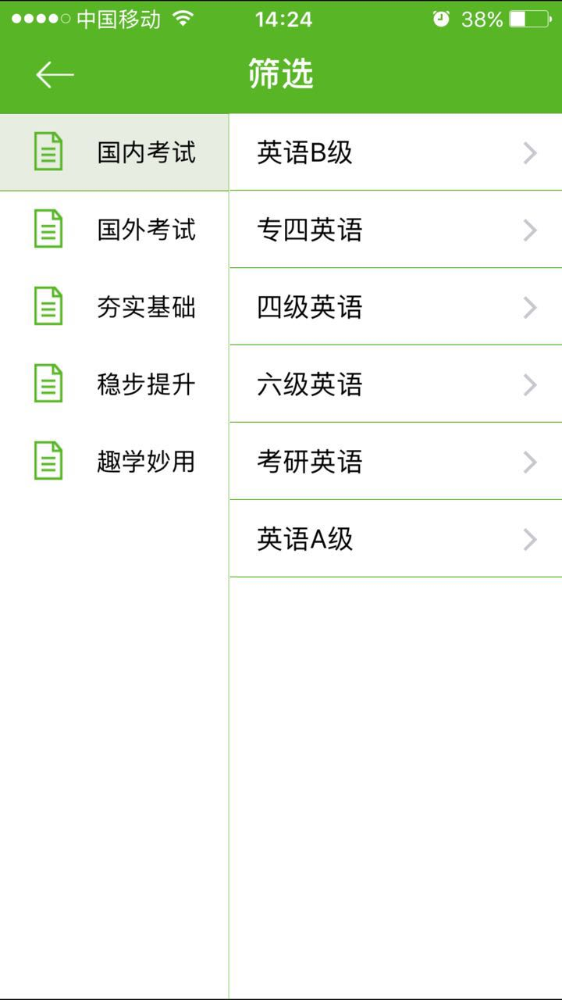 中国移动 14:24 38%
筛选
国内考试
国外考试
夯实基础
稳步提升
趣学妙用
英语B级
专四英语
四级英语
六级英语
考研英语
英语A级